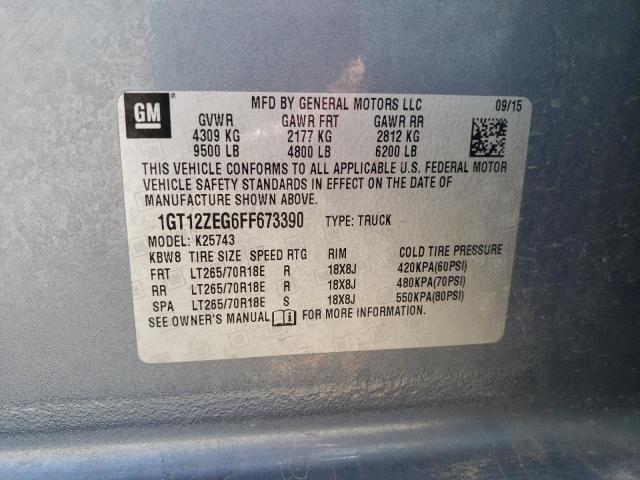 GM MFD BY GENERAL MOTORS LLC 09/15
GVWR GAWR FRT GAWR RR
4309 KG 2177 KG 2812 KG
9500 LB 4800 LB 6200 LB
THIS VEHICLE CONFORMS TO ALL APPLICABLE U.S. FEDERAL MOTOR
VEHICLE SAFETY STANDARDS IN EFFECT ON THE DATE OF
MANUFACTURE SHOWN ABOVE.
1GT12ZEG6FF673390 TYPE: TRUCK
MODEL: K25743
KBW8 TIRE SIZE SPEED RTG RIM COLD TIRE PRESSURE
FRT LT265/70R18E R 18X8J 420KPA(60PSI)
RR LT265/70R18E R 18X8J 480KPA(70PSI)
SPA LT265/70R18E S 18X8J 550KPA(80PSI)
SEE OWNER'S MANUAL FOR MORE INFORMATION.